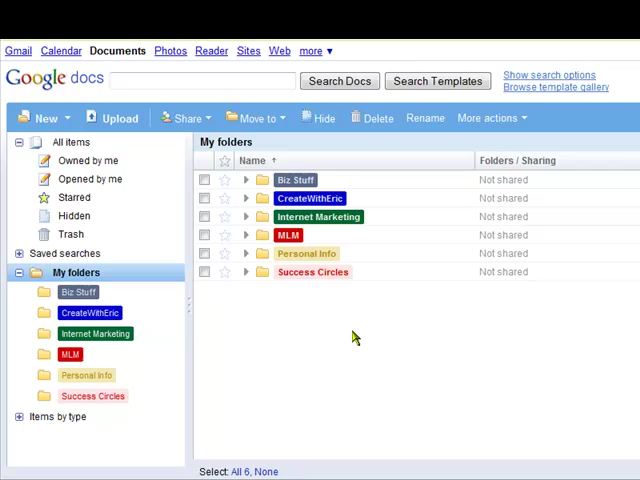 Gmail Calendar Documents Photos Reader Sites Web more ▼
Google docs Search Docs Search Templates Show search options
Browse template gallery
New Upload Share Move to Hide Delete Rename More actions
All items
Owned by me
Opened by me
Starred
Hidden
Trash
Saved searches
My folders
Biz Stuff
CreateWithEric
Internet Marketing
MLM
Personal Info
Success Circles
Items by type
My folders
Name ↑ Folders / Sharing
Biz Stuff Not shared
CreateWithEric Not shared
Internet Marketing Not shared
MLM Not shared
Personal Info Not shared
Success Circles Not shared
Select: All 6, None